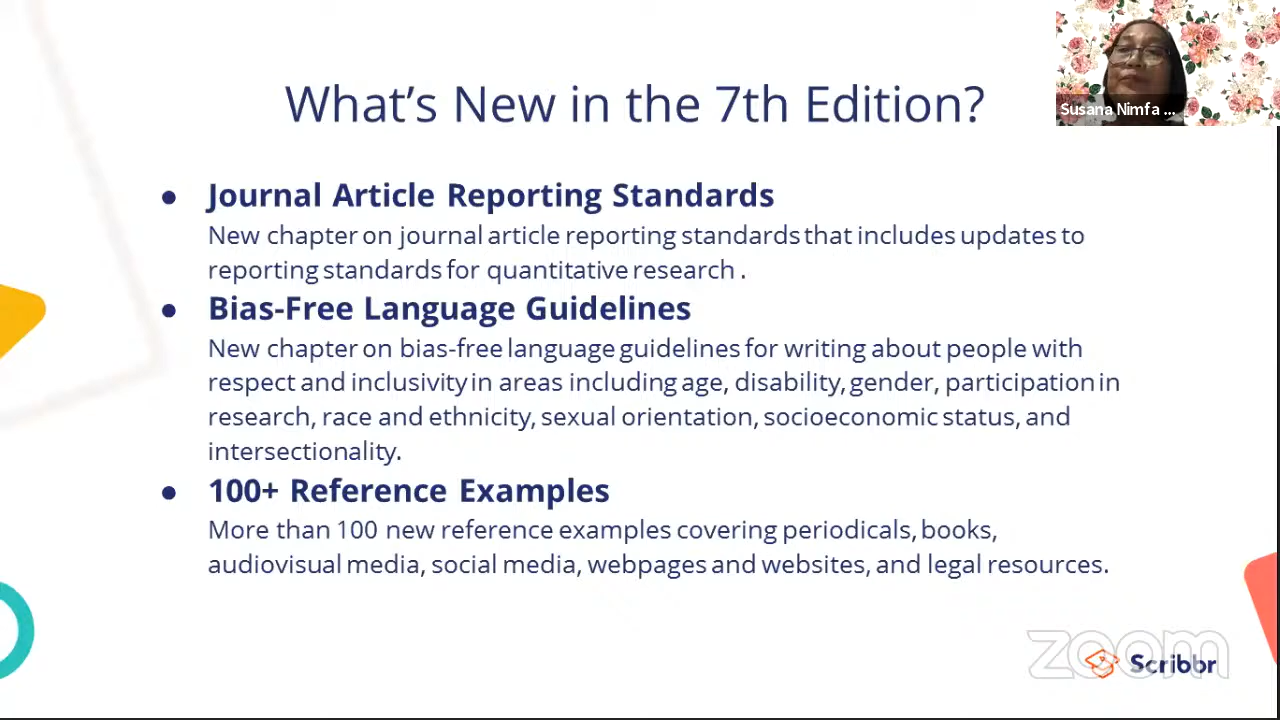 What's New in the 7th Edition?
Susana Nimfa ...
● Journal Article Reporting Standards
New chapter on journal article reporting standards that includes updates to
reporting standards for quantitative research .
● Bias-Free Language Guidelines
New chapter on bias-free language guidelines for writing about people with
respect and inclusivity in areas including age, disability, gender, participation in
research, race and ethnicity, sexual orientation, socioeconomic status, and
intersectionality.
● 100+ Reference Examples
More than 100 new reference examples covering periodicals, books,
audiovisual media, social media, webpages and websites, and legal resources.
zoom
Scribbr